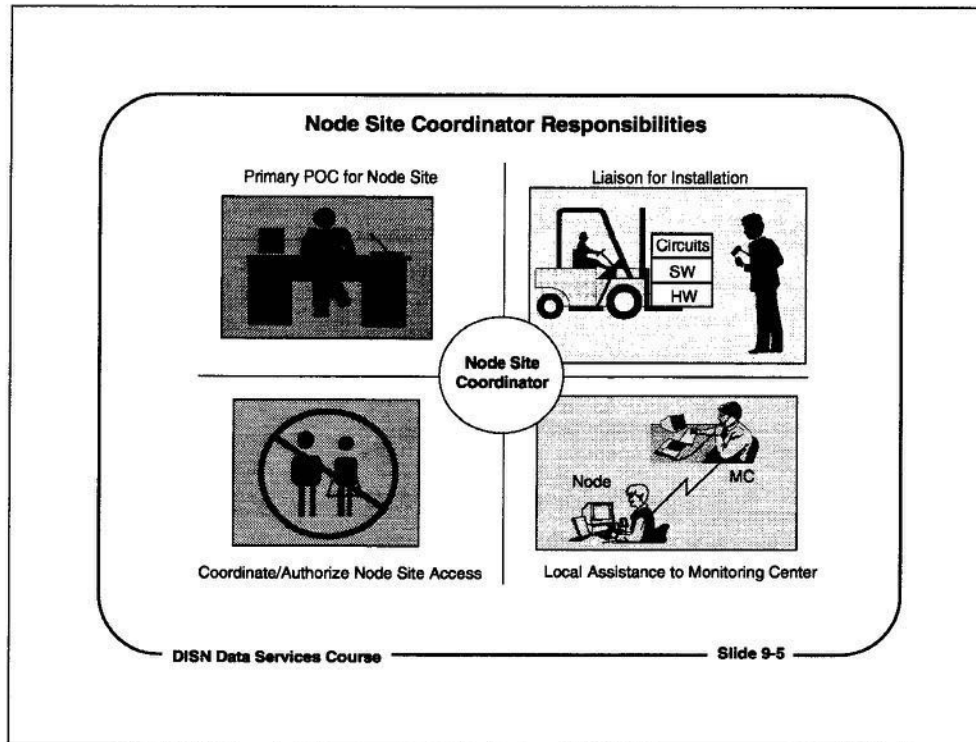 Node Site Coordinator Responsibilities
Primary POC for Node Site
Liaison for Installation
Circuits
SW
HW
Node Site
Coordinator
Node
MC
Coordinate/Authorize Node Site Access
Local Assistance to Monitoring Center
DISN Data Services Course
Slide 9-5